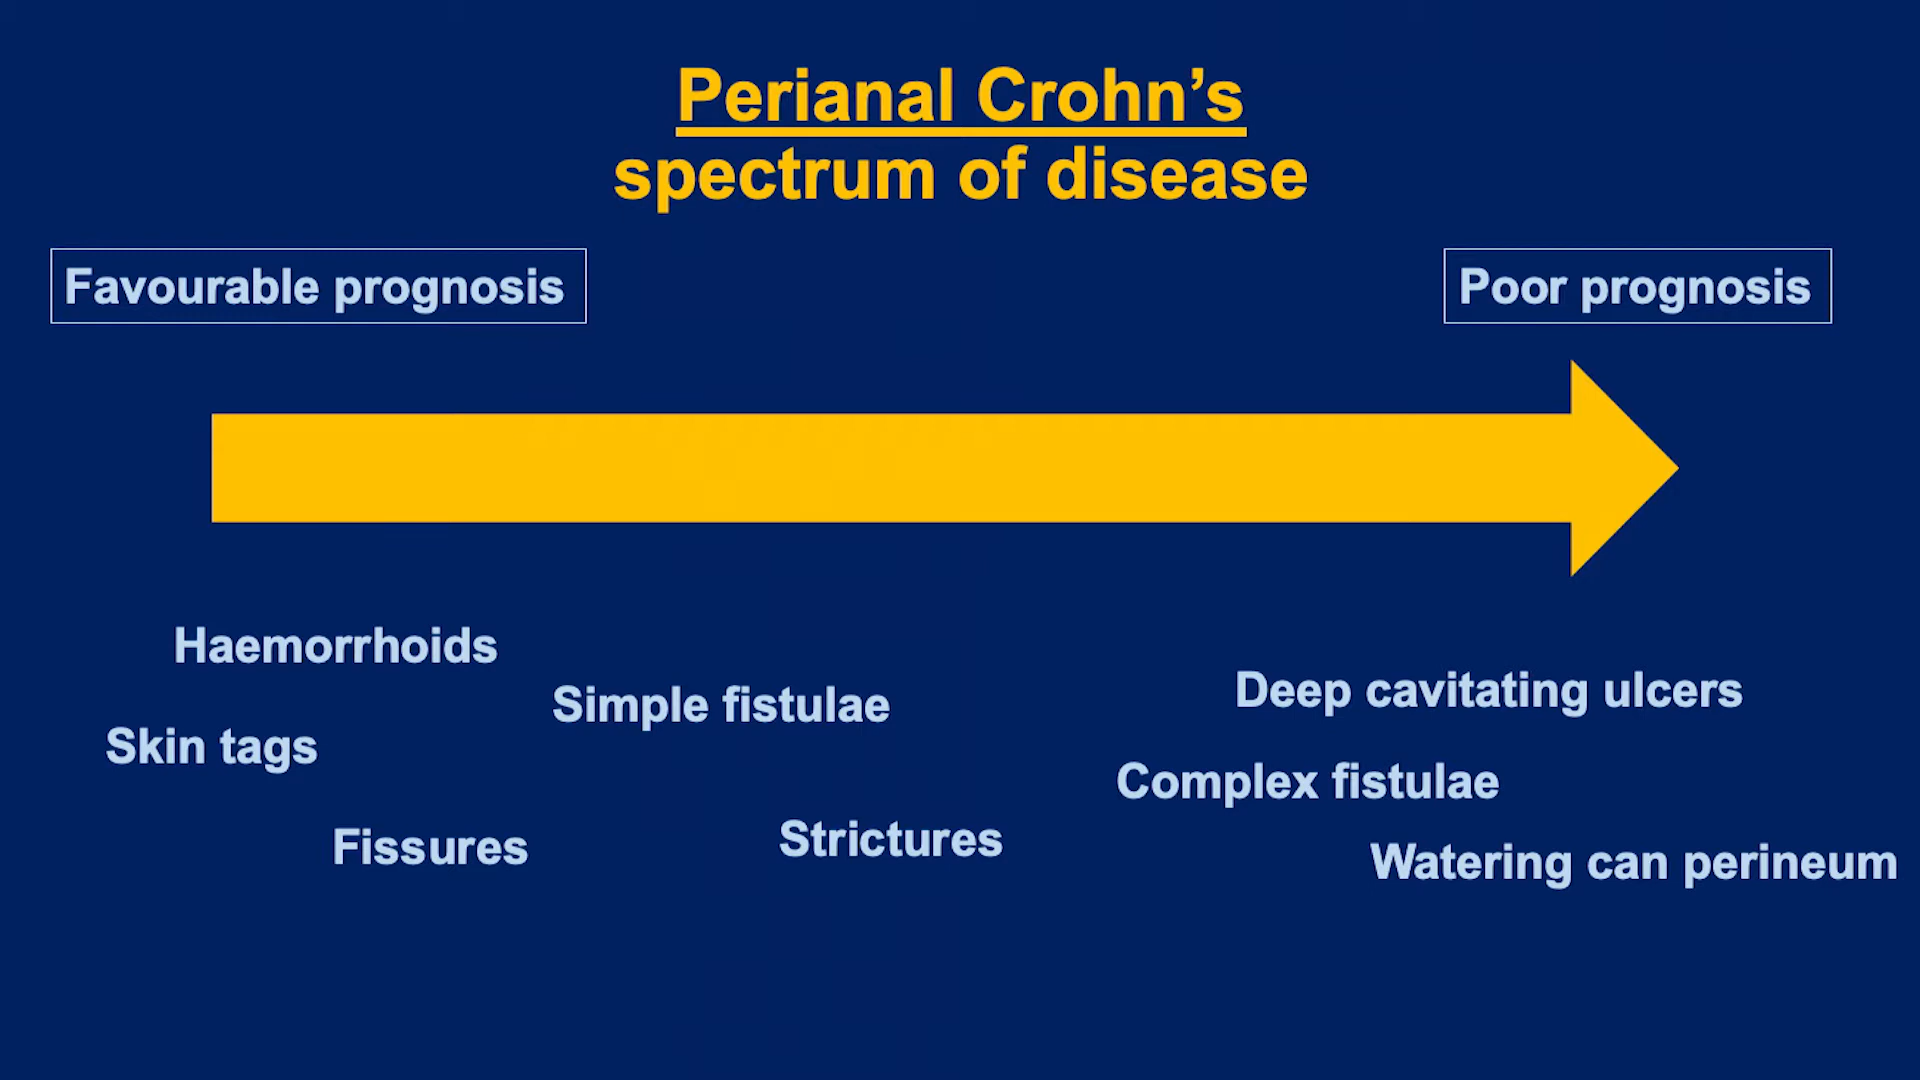 Perianal Crohn’s
spectrum of disease
Favourable prognosis
Poor prognosis
Haemorrhoids
Simple fistulae
Deep cavitating ulcers
Skin tags
Complex fistulae
Fissures
Strictures
Watering can perineum